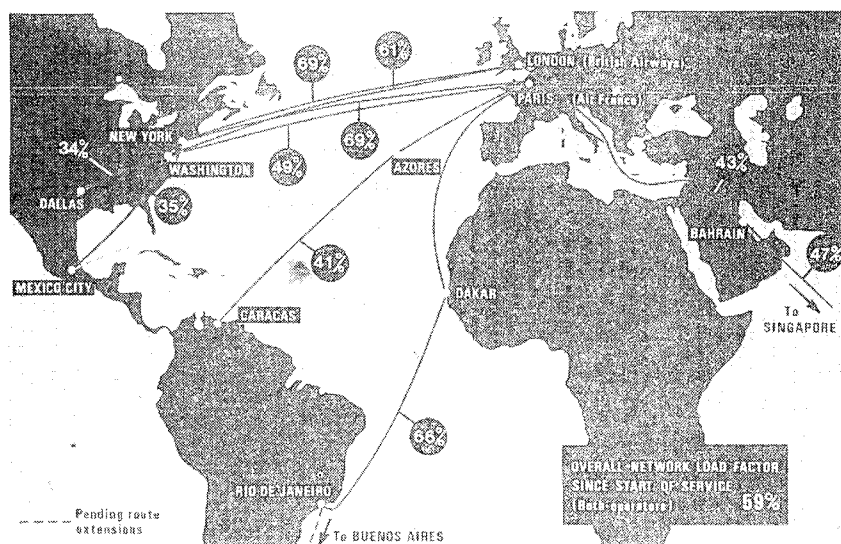 61%
69%
LONDON (British Airways)
PARIS (Air France)
NEW YORK
69%
34%
49%
43%
WASHINGTON
AZORES
DALLAS
35%
BAHRAIN
41%
47%
MEXICO CITY
DAKAR
CARACAS
To
SINGAPORE
66%
OVERALL NETWORK LOAD FACTOR
SINCE START OF SERVICE
(Both operators) 59%
RIO DE JANEIRO
Pending route
extensions
To BUENOS AIRES